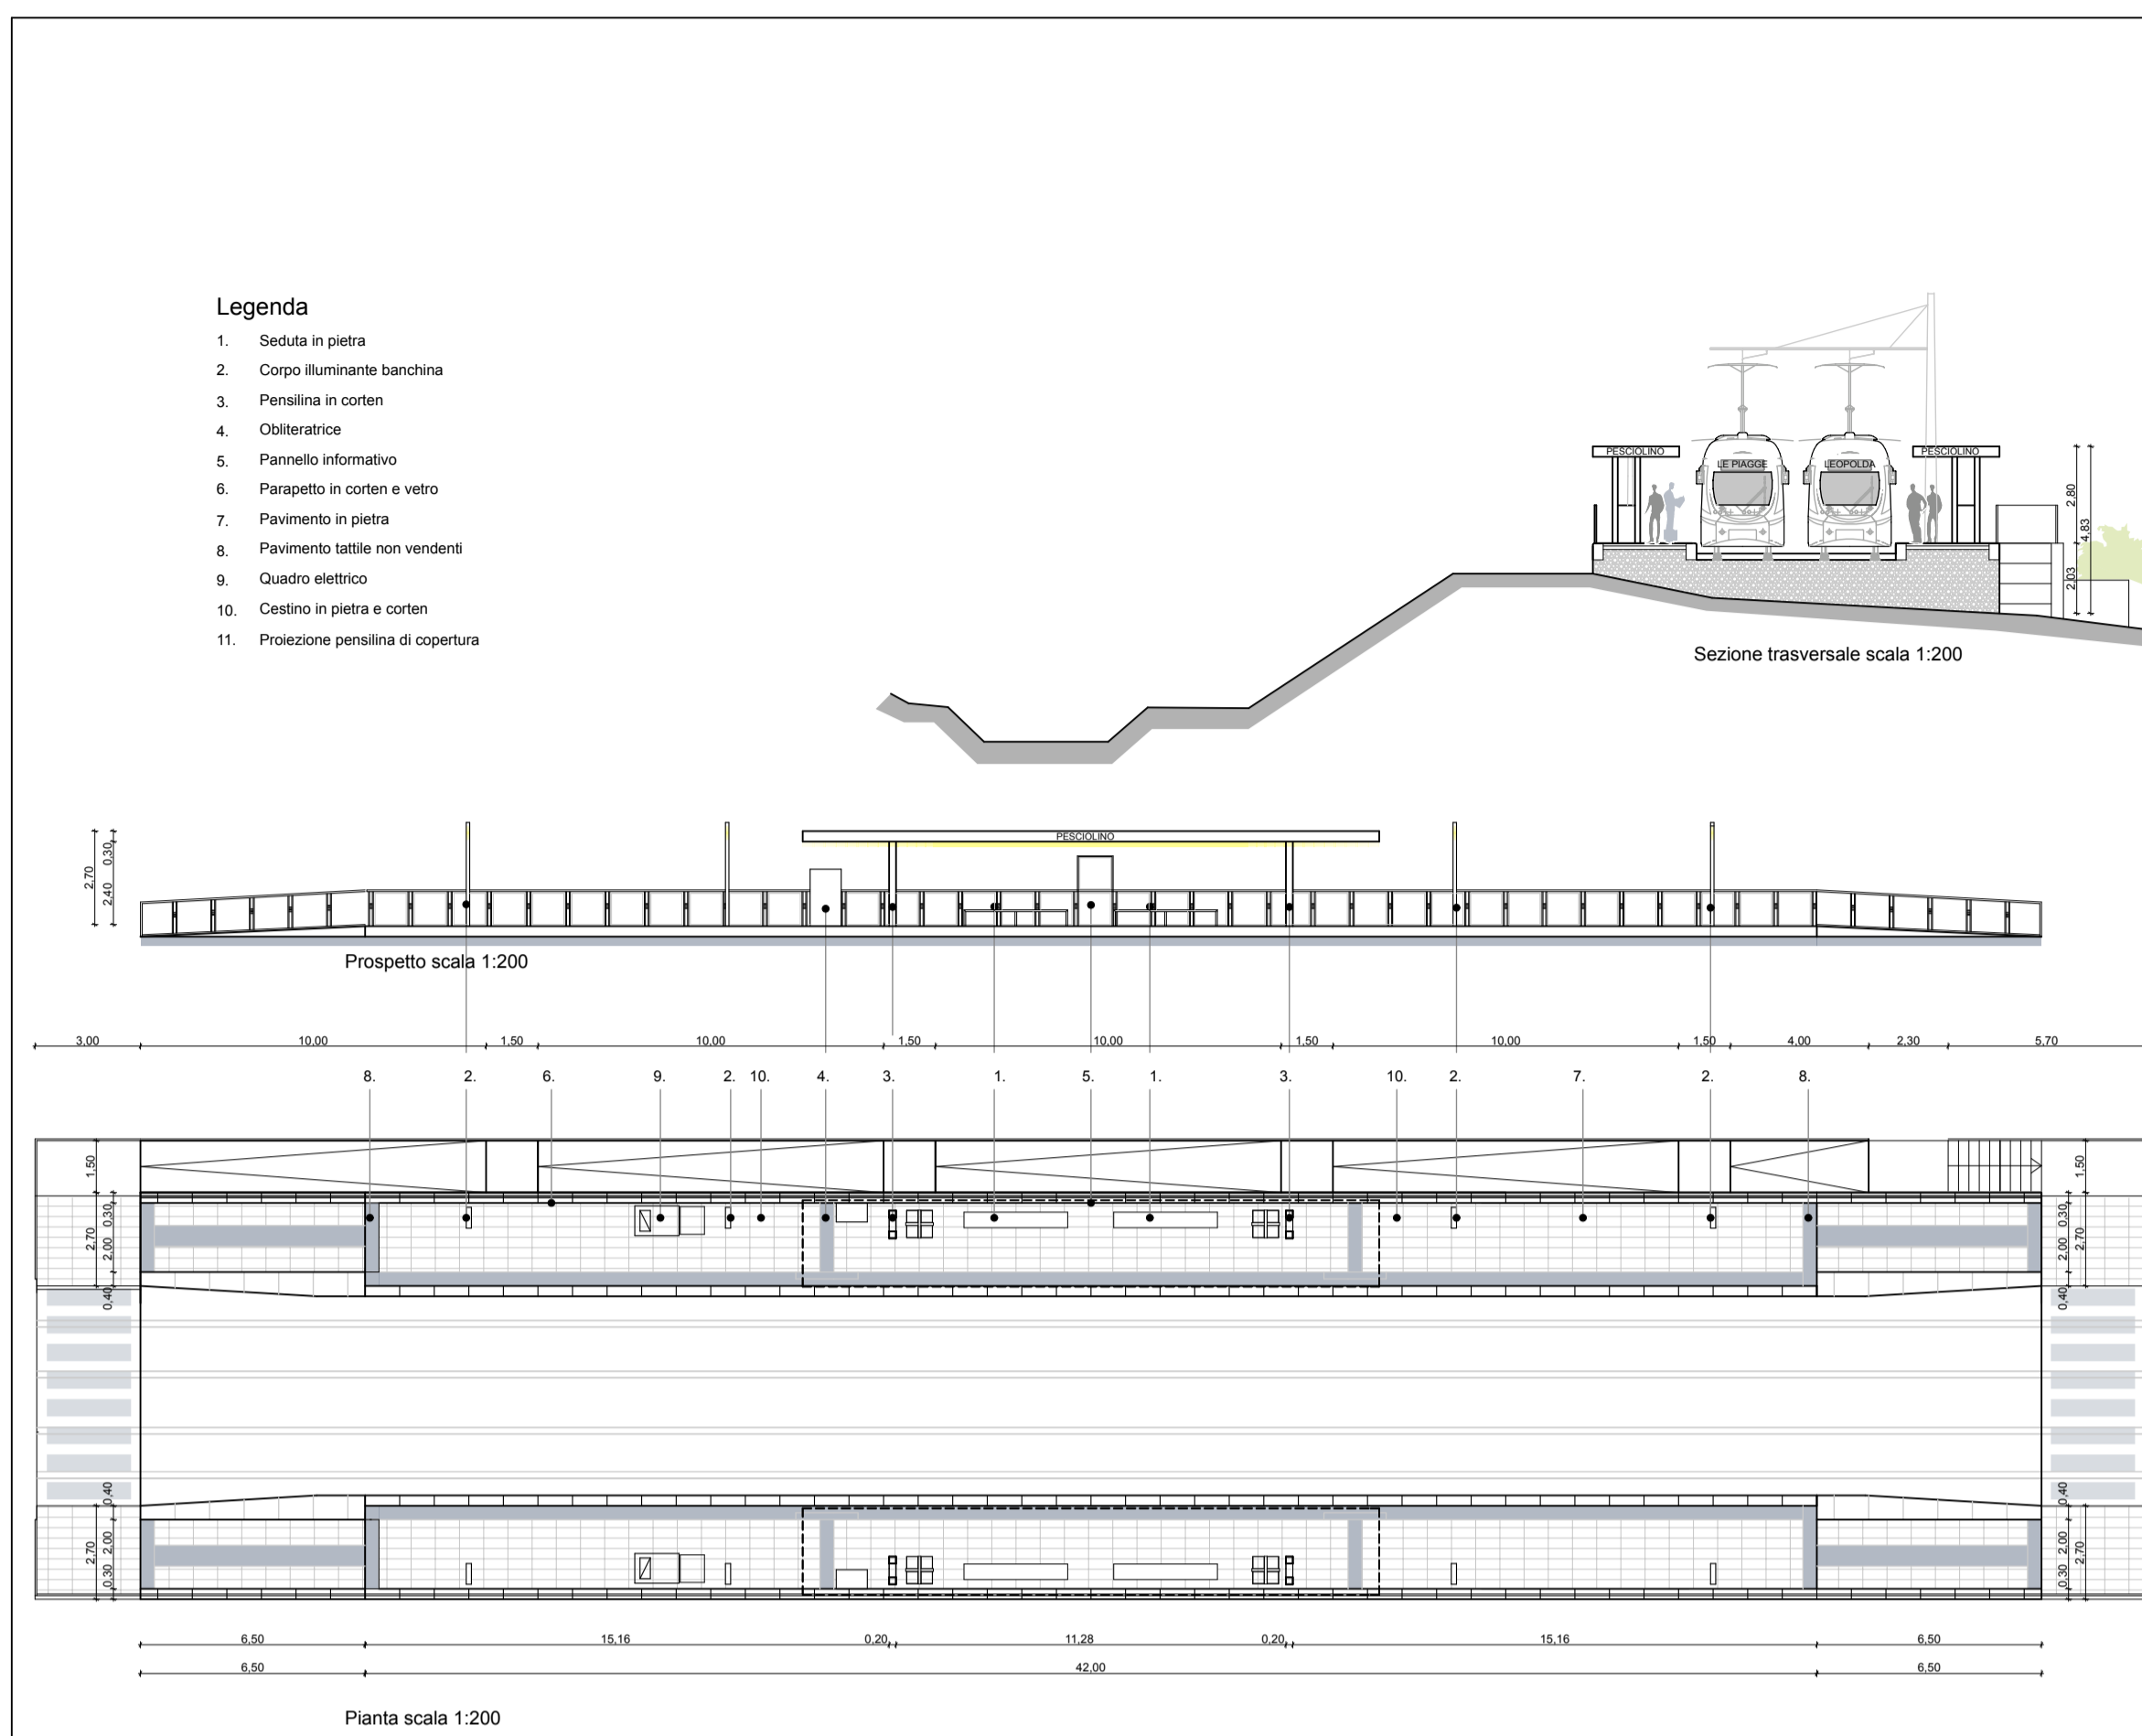 Legenda
1. Seduta in pietra
2. Corpo illuminante banchina
3. Pensilina in corten
4. Obliteratrice
5. Pannello informativo
6. Parapetto in corten e vetro
7. Pavimento in pietra
8. Pavimento tattile non vendenti
9. Quadro elettrico
10. Cestino in pietra e corten
11. Proiezione pensilina di copertura
PESCIOLINO PESCIOLINO
LE PIAGGE LEOPOLDA
2,80
4,83
2,03
Sezione trasversale scala 1:200
PESCIOLINO
2,70
0,30
2,40
Prospetto scala 1:200
3,00 10,00 1,50 10,00 1,50 10,00 1,50 10,00 1,50 4,00 2,30 5,70
8. 2. 6. 9. 2. 10. 4. 3. 1. 5. 1. 3. 10. 2. 7. 2. 8.
1,50 1,50
0,30 0,30
2,70 2,70
2,00 2,00
0,40 0,40
0,40 0,40
2,00 2,00
2,70 2,70
0,30 0,30
6,50 15,16 0,20 11,28 0,20 15,16 6,50
6,50 42,00 6,50
Pianta scala 1:200